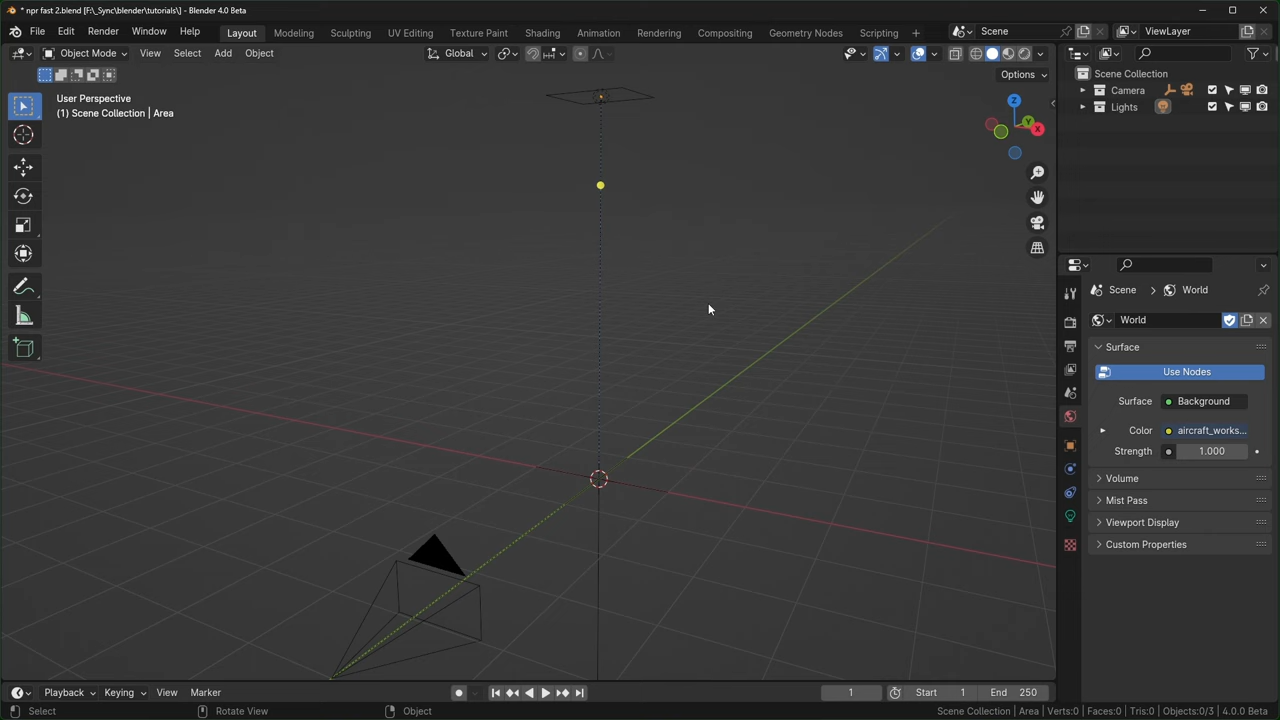 * npr fast 2.blend [F:\_Sync\blender\tutorials\] - Blender 4.0 Beta
File Edit Render Window Help Layout Modeling Sculpting UV Editing Texture Paint Shading Animation Rendering Compositing Geometry Nodes Scripting + Scene ViewLayer
Object Mode View Select Add Object Global
Options
User Perspective
(1) Scene Collection | Area
Z
Y
X
Scene Collection
Camera
Lights
Scene > World
World
Surface
Use Nodes
Surface Background
Color aircraft_works...
Strength 1.000
Volume
Mist Pass
Viewport Display
Custom Properties
Playback Keying View Marker 1 Start 1 End 250
Select Rotate View Object Scene Collection | Area | Verts:0 | Faces:0 | Tris:0 | Objects:0/3 | 4.0.0 Beta